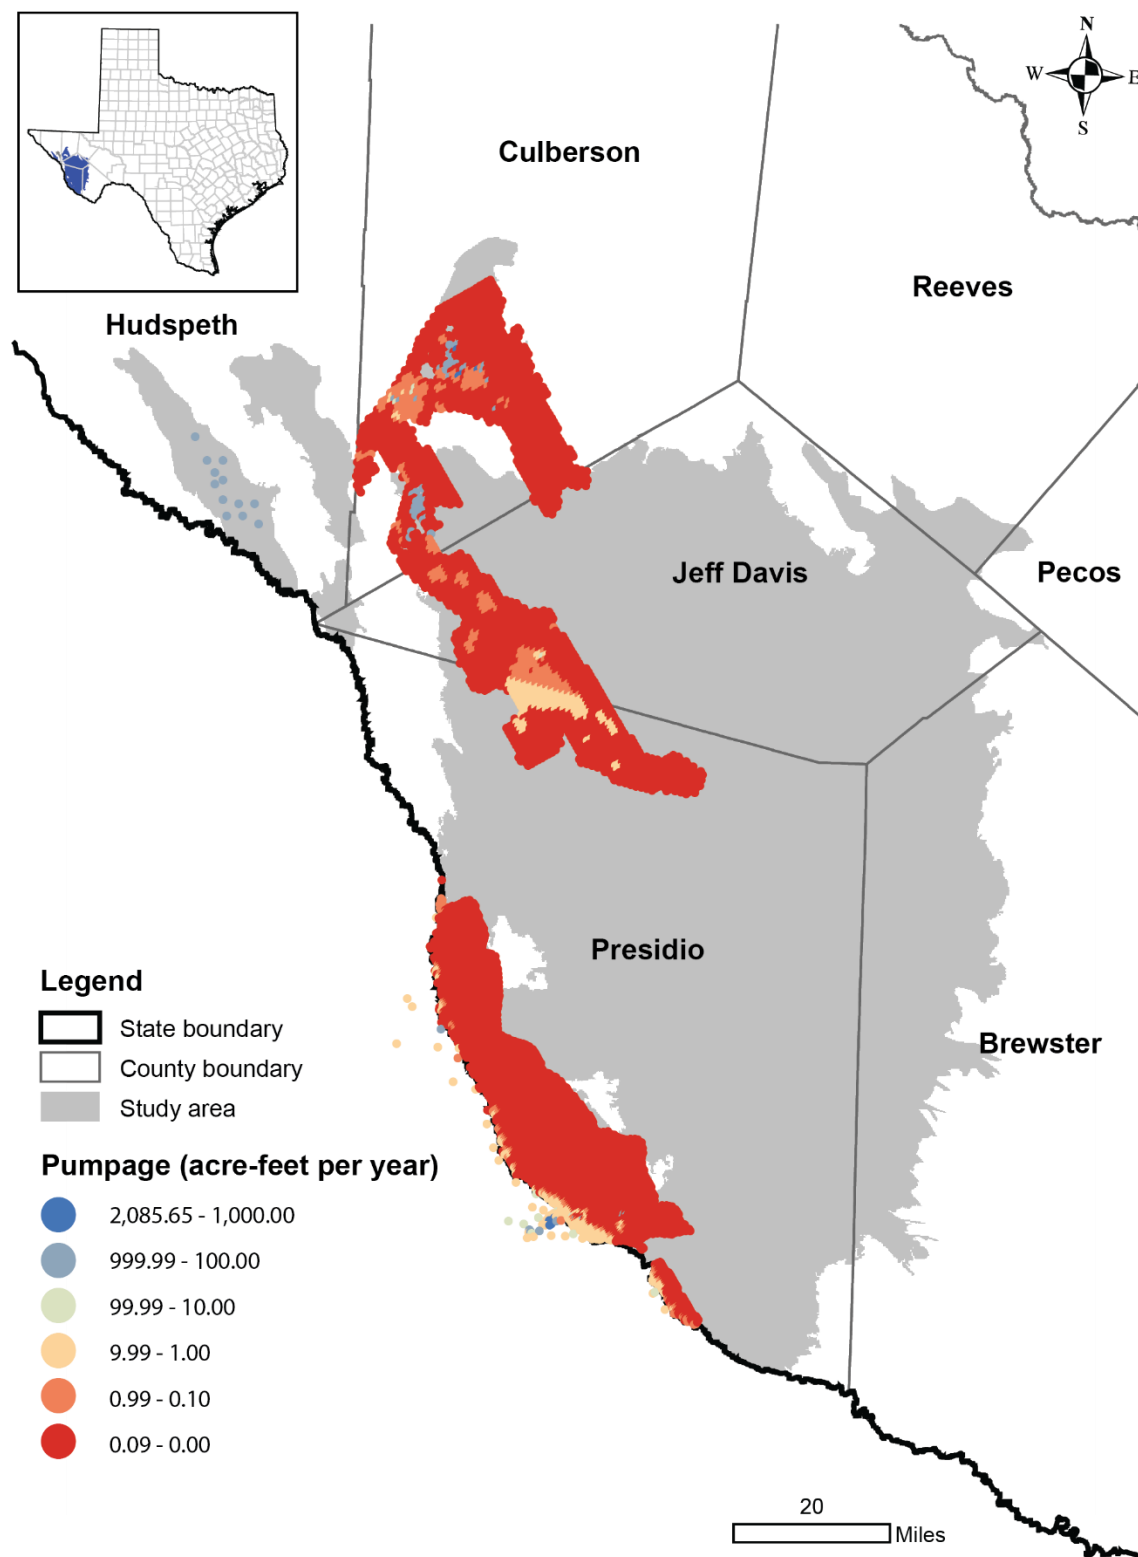 N
W
E
S
Culberson
Reeves
Hudspeth
Jeff Davis
Pecos
Presidio
Brewster
Legend
State boundary
County boundary
Study area
Pumpage (acre-feet per year)
2,085.65 - 1,000.00
999.99 - 100.00
99.99 - 10.00
9.99 - 1.00
0.99 - 0.10
0.09 - 0.00
20
Miles